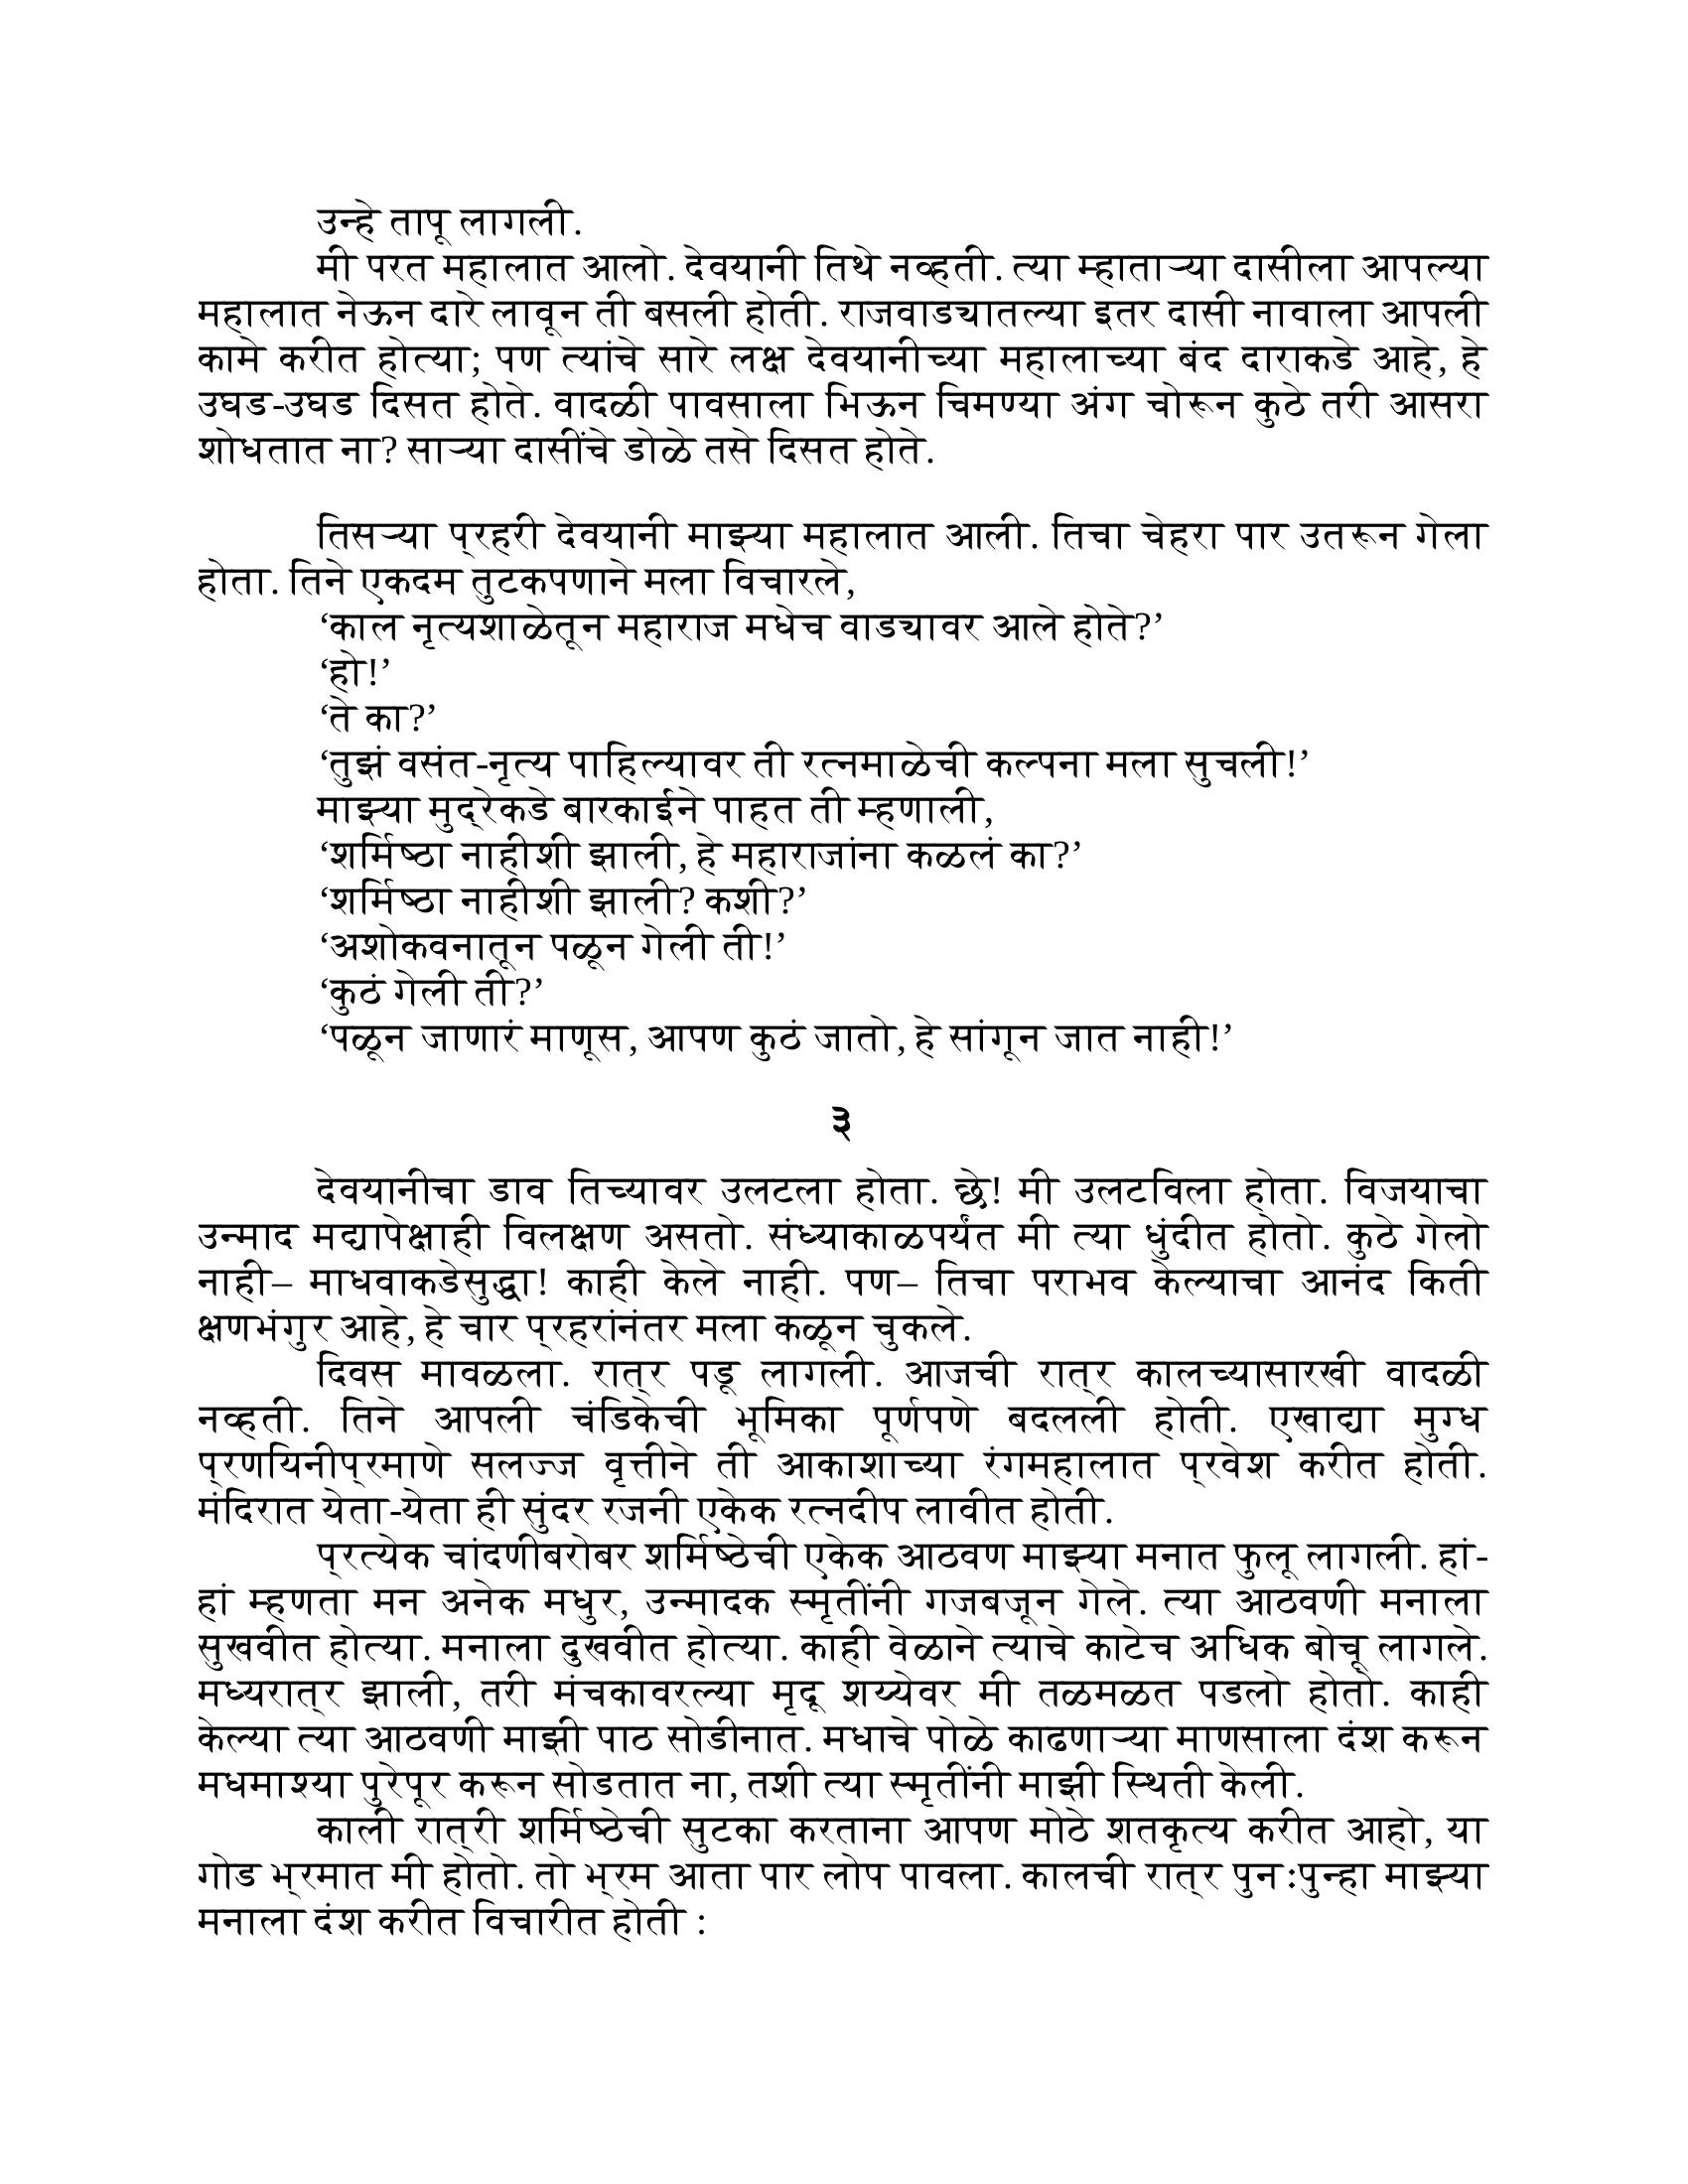 उन्हे तापू लागली.
मी परत महालात आलो. देवयानी तिथे नव्हती. त्या म्हाताऱ्या दासीला आपल्या
महालात नेऊन दारे लावून ती बसली होती. राजवाड्यातल्या इतर दासी नावाला आपली
कामे करीत होत्या; पण त्यांचे सारे लक्ष देवयानीच्या महालाच्या बंद दाराकडे आहे, हे
उघड-उघड दिसत होते. वादळी पावसाला भिऊन चिमण्या अंग चोरून कुठे तरी आसरा
शोधतात ना? साऱ्या दासींचे डोळे तसे दिसत होते.
तिसऱ्या प्रहरी देवयानी माझ्या महालात आली. तिचा चेहरा पार उतरून गेला
होता. तिने एकदम तुटकपणाने मला विचारले,
‘काल नृत्यशाळेतून महाराज मधेच वाड्यावर आले होते?’
‘हो!’
‘ते का?’
‘तुझं वसंत-नृत्य पाहिल्यावर ती रत्नमाळेची कल्पना मला सुचली!’
माझ्या मुद्रेकडे बारकाईने पाहत ती म्हणाली,
‘शर्मिष्ठा नाहीशी झाली, हे महाराजांना कळलं का?’
‘शर्मिष्ठा नाहीशी झाली? कशी?’
‘अशोकवनातून पळून गेली ती!’
‘कुठं गेली ती?’
‘पळून जाणारं माणूस, आपण कुठं जातो, हे सांगून जात नाही!’
३
देवयानीचा डाव तिच्यावर उलटला होता. छे! मी उलटविला होता. विजयाचा
उन्माद मद्यापेक्षाही विलक्षण असतो. संध्याकाळपर्यंत मी त्या धुंदीत होतो. कुठे गेलो
नाही– माधवाकडेसुद्धा! काही केले नाही. पण– तिचा पराभव केल्याचा आनंद किती
क्षणभंगुर आहे, हे चार प्रहरांनंतर मला कळून चुकले.
दिवस मावळला. रात्र पडू लागली. आजची रात्र कालच्यासारखी वादळी
नव्हती. तिने आपली चंडिकेची भूमिका पूर्णपणे बदलली होती. एखाद्या मुग्ध
प्रणयिनीप्रमाणे सलज्ज वृत्तीने ती आकाशाच्या रंगमहालात प्रवेश करीत होती.
मंदिरात येता-येता ही सुंदर रजनी एकेक रत्नदीप लावीत होती.
प्रत्येक चांदणीबरोबर शर्मिष्ठेची एकेक आठवण माझ्या मनात फुलू लागली. हां-
हां म्हणता मन अनेक मधुर, उन्मादक स्मृतींनी गजबजून गेले. त्या आठवणी मनाला
सुखवीत होत्या. मनाला दुखवीत होत्या. काही वेळाने त्याचे काटेच अधिक बोचू लागले.
मध्यरात्र झाली, तरी मंचकावरल्या मृदू शय्येवर मी तळमळत पडलो होतो. काही
केल्या त्या आठवणी माझी पाठ सोडीनात. मधाचे पोळे काढणाऱ्या माणसाला दंश करून
मधमाश्या पुरेपूर करून सोडतात ना, तशी त्या स्मृतींनी माझी स्थिती केली.
काली रात्री शर्मिष्ठेची सुटका करताना आपण मोठे शतकृत्य करीत आहो, या
गोड भ्रमात मी होतो. तो भ्रम आता पार लोप पावला. कालची रात्र पुनःपुन्हा माझ्या
मनाला दंश करीत विचारीत होती :